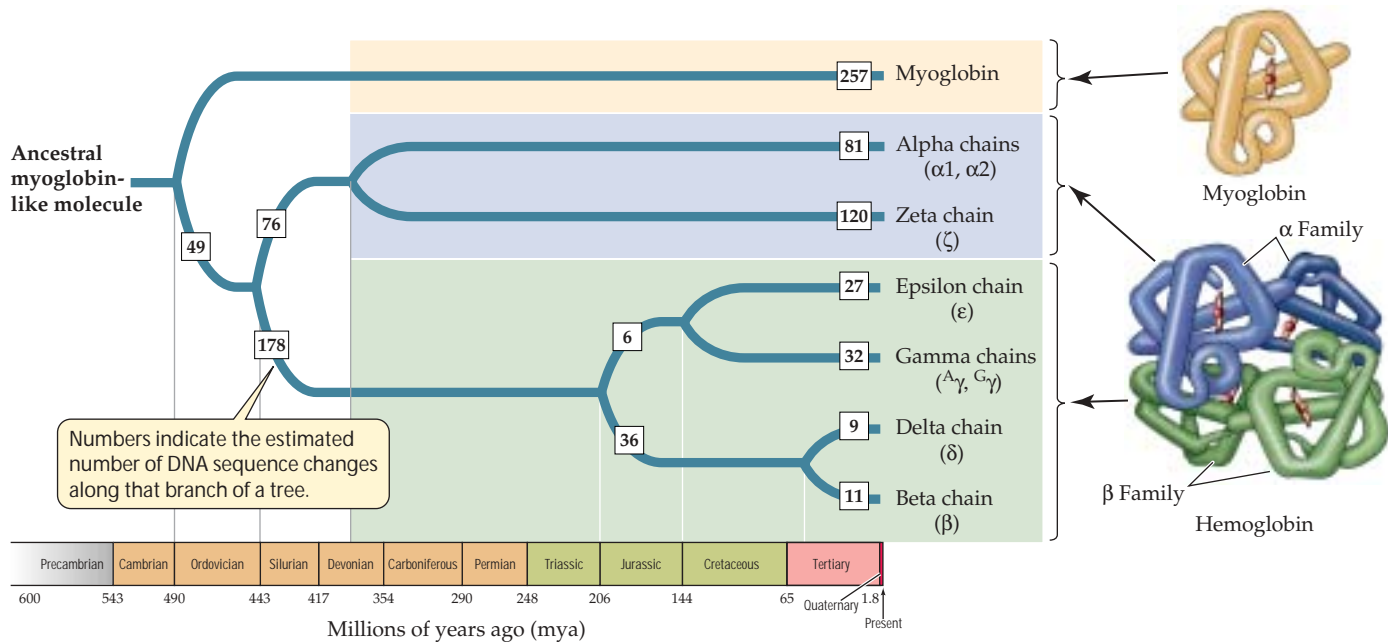 Ancestral
myoglobin-
like molecule
49
76
178
257
81
120
6
36
27
32
9
11
Myoglobin
Alpha chains
(α1, α2)
Zeta chain
(ζ)
Epsilon chain
(ε)
Gamma chains
(ᴬγ, ᴳγ)
Delta chain
(δ)
Beta chain
(β)
Myoglobin
α Family
β Family
Hemoglobin
Numbers indicate the estimated
number of DNA sequence changes
along that branch of a tree.
Precambrian Cambrian Ordovician Silurian Devonian Carboniferous Permian Triassic Jurassic Cretaceous Tertiary
Quaternary
600 543 490 443 417 354 290 248 206 144 65 1.8
Present
Millions of years ago (mya)